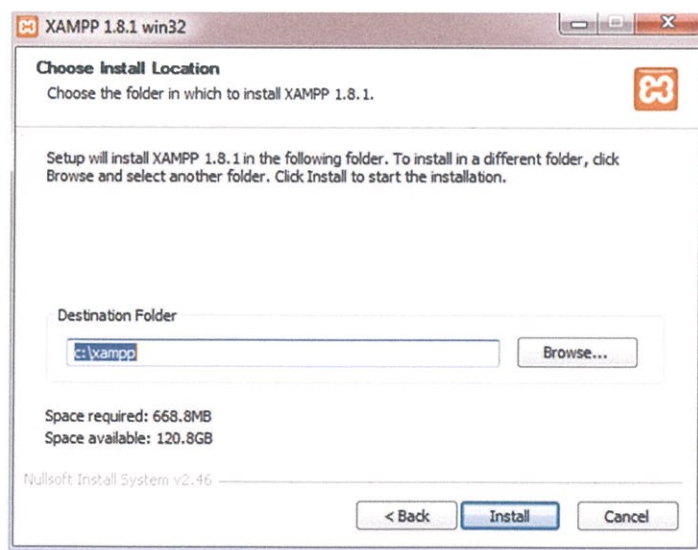 XAMPP 1.8.1 win32
Choose Install Location
Choose the folder in which to install XAMPP 1.8.1.
Setup will install XAMPP 1.8.1 in the following folder. To install in a different folder, click
Browse and select another folder. Click Install to start the installation.
Destination Folder
c:\xampp
Browse...
Space required: 668.8MB
Space available: 120.8GB
Nullsoft Install System v2.46
< Back
Install
Cancel